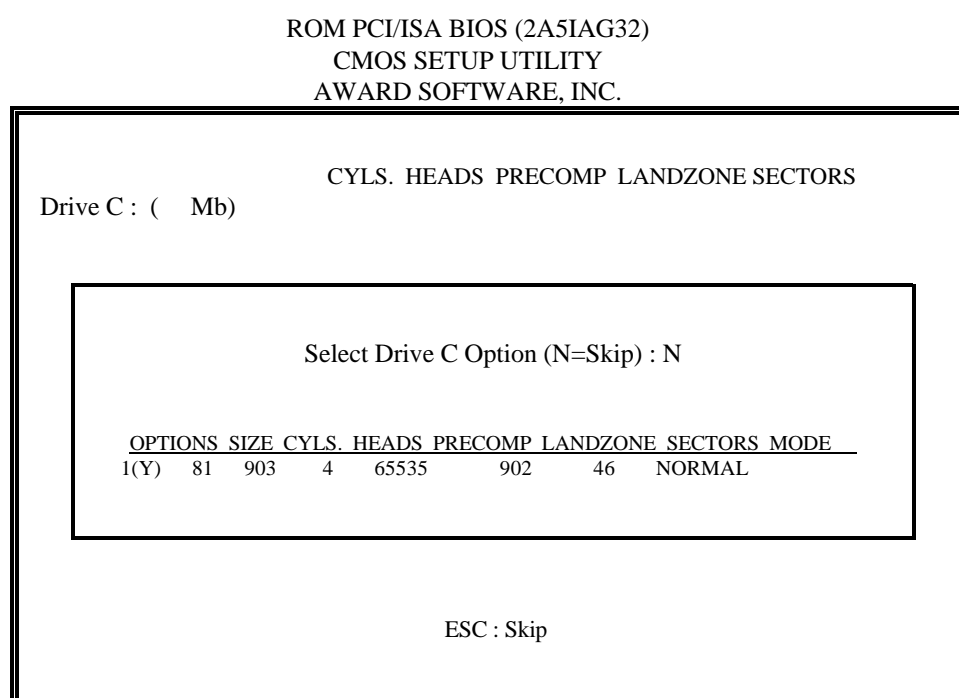 ROM PCI/ISA BIOS (2A5IAG32)
CMOS SETUP UTILITY
AWARD SOFTWARE, INC.
CYLS. HEADS PRECOMP LANDZONE SECTORS
Drive C : ( Mb)
Select Drive C Option (N=Skip) : N
OPTIONS SIZE CYLS. HEADS PRECOMP LANDZONE SECTORS MODE
1(Y) 81 903 4 65535 902 46 NORMAL
ESC : Skip